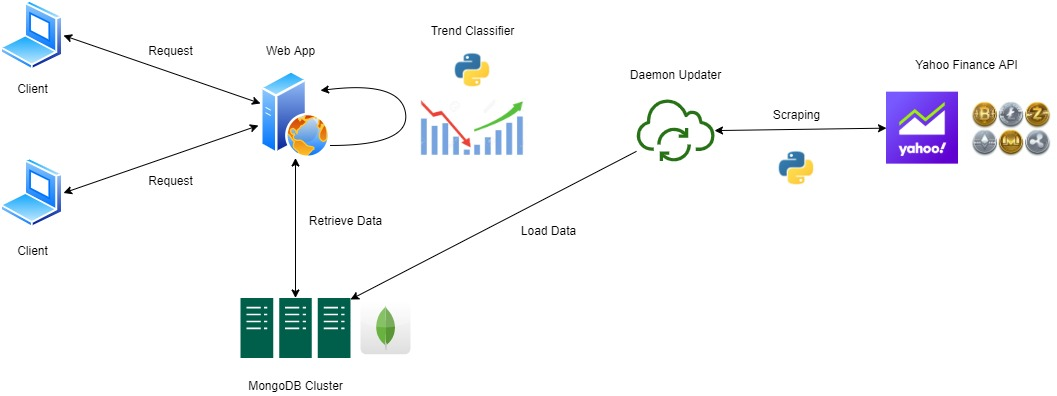 Trend Classifier
Request
Web App
Daemon Updater
Yahoo Finance API
Client
Scraping
yahoo!
Request
Retrieve Data
Load Data
Client
MongoDB Cluster